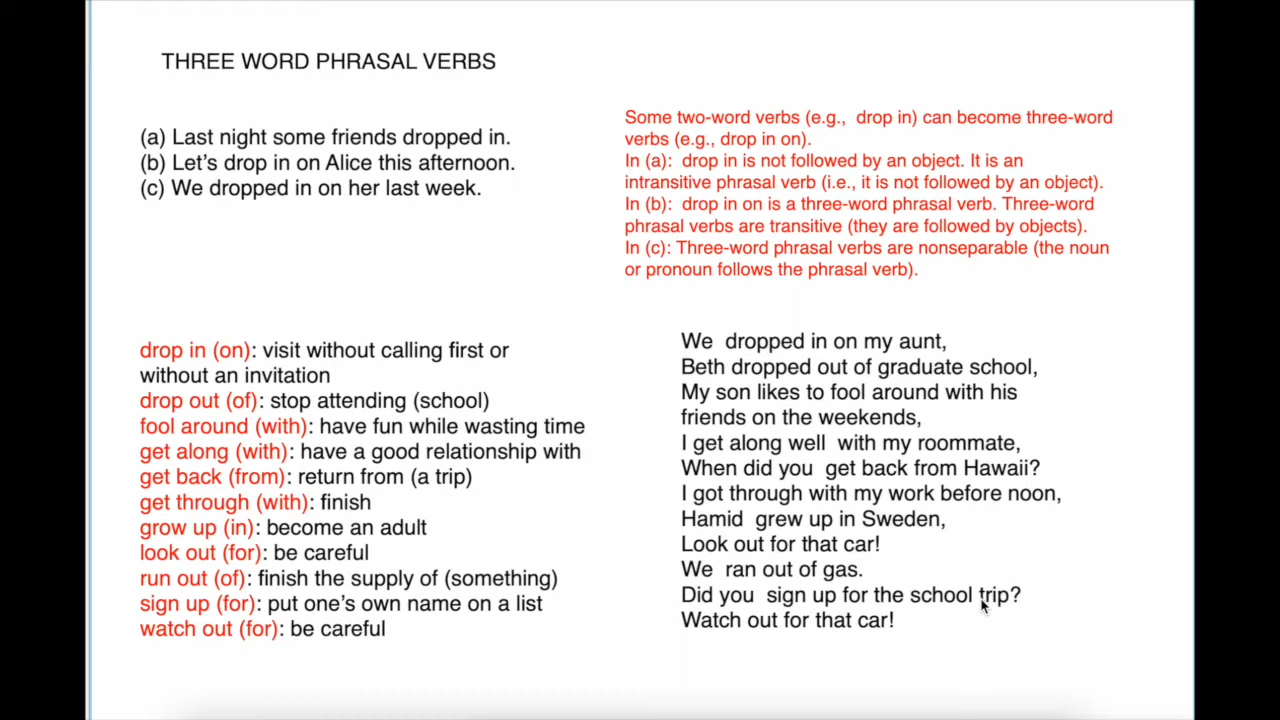 THREE WORD PHRASAL VERBS
(a) Last night some friends dropped in.
(b) Let's drop in on Alice this afternoon.
(c) We dropped in on her last week.
Some two-word verbs (e.g., drop in) can become three-word
verbs (e.g., drop in on).
In (a): drop in is not followed by an object. It is an
intransitive phrasal verb (i.e., it is not followed by an object).
In (b): drop in on is a three-word phrasal verb. Three-word
phrasal verbs are transitive (they are followed by objects).
In (c): Three-word phrasal verbs are nonseparable (the noun
or pronoun follows the phrasal verb).
drop in (on): visit without calling first or
without an invitation
drop out (of): stop attending (school)
fool around (with): have fun while wasting time
get along (with): have a good relationship with
get back (from): return from (a trip)
get through (with): finish
grow up (in): become an adult
look out (for): be careful
run out (of): finish the supply of (something)
sign up (for): put one's own name on a list
watch out (for): be careful
We dropped in on my aunt,
Beth dropped out of graduate school,
My son likes to fool around with his
friends on the weekends,
I get along well with my roommate,
When did you get back from Hawaii?
I got through with my work before noon,
Hamid grew up in Sweden,
Look out for that car!
We ran out of gas.
Did you sign up for the school trip?
Watch out for that car!